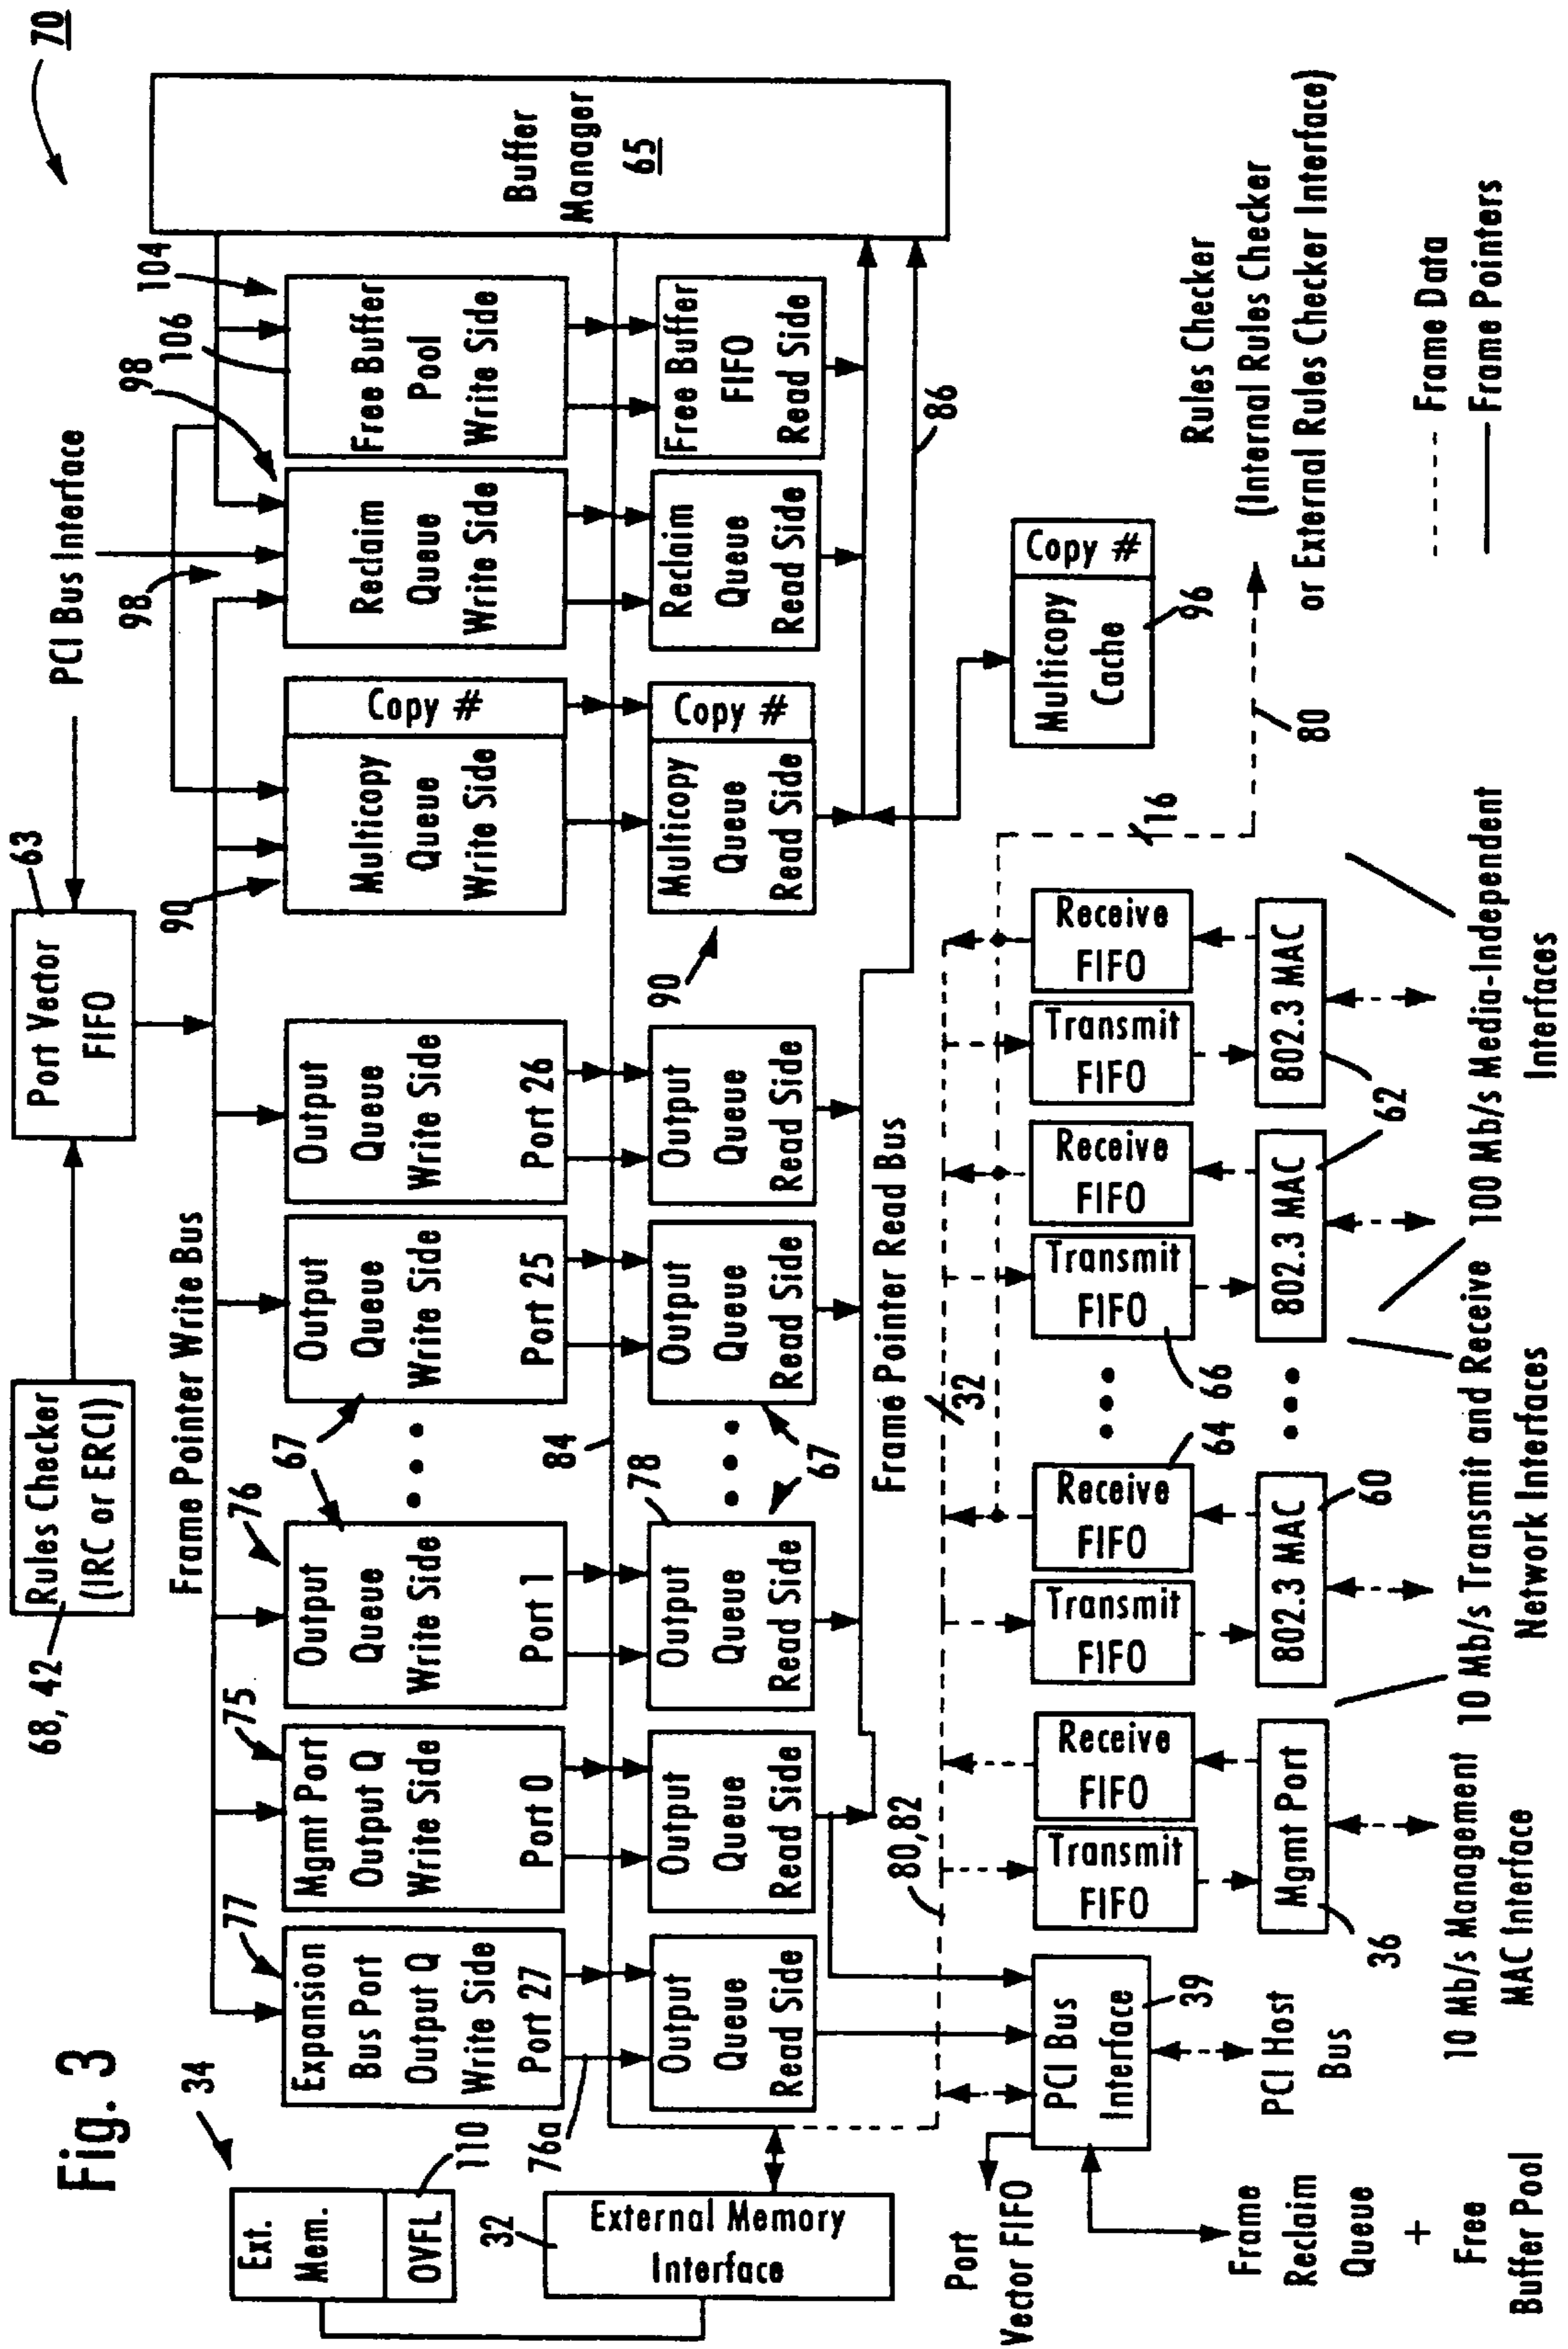 Fig. 3
70
68, 42
Rules Checker
(IRC or ERCI)
Port Vector
FIFO
63
PCI Bus Interface
Frame Pointer Write Bus
34
Ext.
Mem.
OVFL
110
77
75
76
67
90
98
98
106
104
Expansion
Bus Port
Output Q
Write Side
Port 27
Mgmt Port
Output Q
Write Side
Port 0
Output
Queue
Write Side
Port 1
Output
Queue
Write Side
Port 25
Output
Queue
Write Side
Port 26
Multicopy
Queue
Write Side
Copy #
Reclaim
Queue
Write Side
Free Buffer
Pool
Write Side
Buffer
Manager
65
76a
84
78
Output
Queue
Read Side
Output
Queue
Read Side
Output
Queue
Read Side
Output
Queue
Read Side
Output
Queue
Read Side
Multicopy
Queue
Read Side
Copy #
Reclaim
Queue
Read Side
Free Buffer
FIFO
Read Side
67
90
86
32
External Memory
Interface
80,82
Frame Pointer Read Bus
32
16
80
Multicopy
Cache
Copy #
96
Port
Vector FIFO
PCI Bus
Interface
39
Transmit
FIFO
Receive
FIFO
Transmit
FIFO
Receive
FIFO
64
Transmit
FIFO
66
Receive
FIFO
Transmit
FIFO
Receive
FIFO
Mgmt Port
36
802.3 MAC
60
802.3 MAC
62
802.3 MAC
Rules Checker
(Internal Rules Checker
or External Rules Checker Interface)
PCI Host
Bus
Frame
Reclaim
Queue
+
Free
Buffer Pool
10 Mb/s Management
MAC Interface
10 Mb/s Transmit and Receive
Network Interfaces
100 Mb/s Media-Independent
Interfaces
Frame Data
Frame Pointers